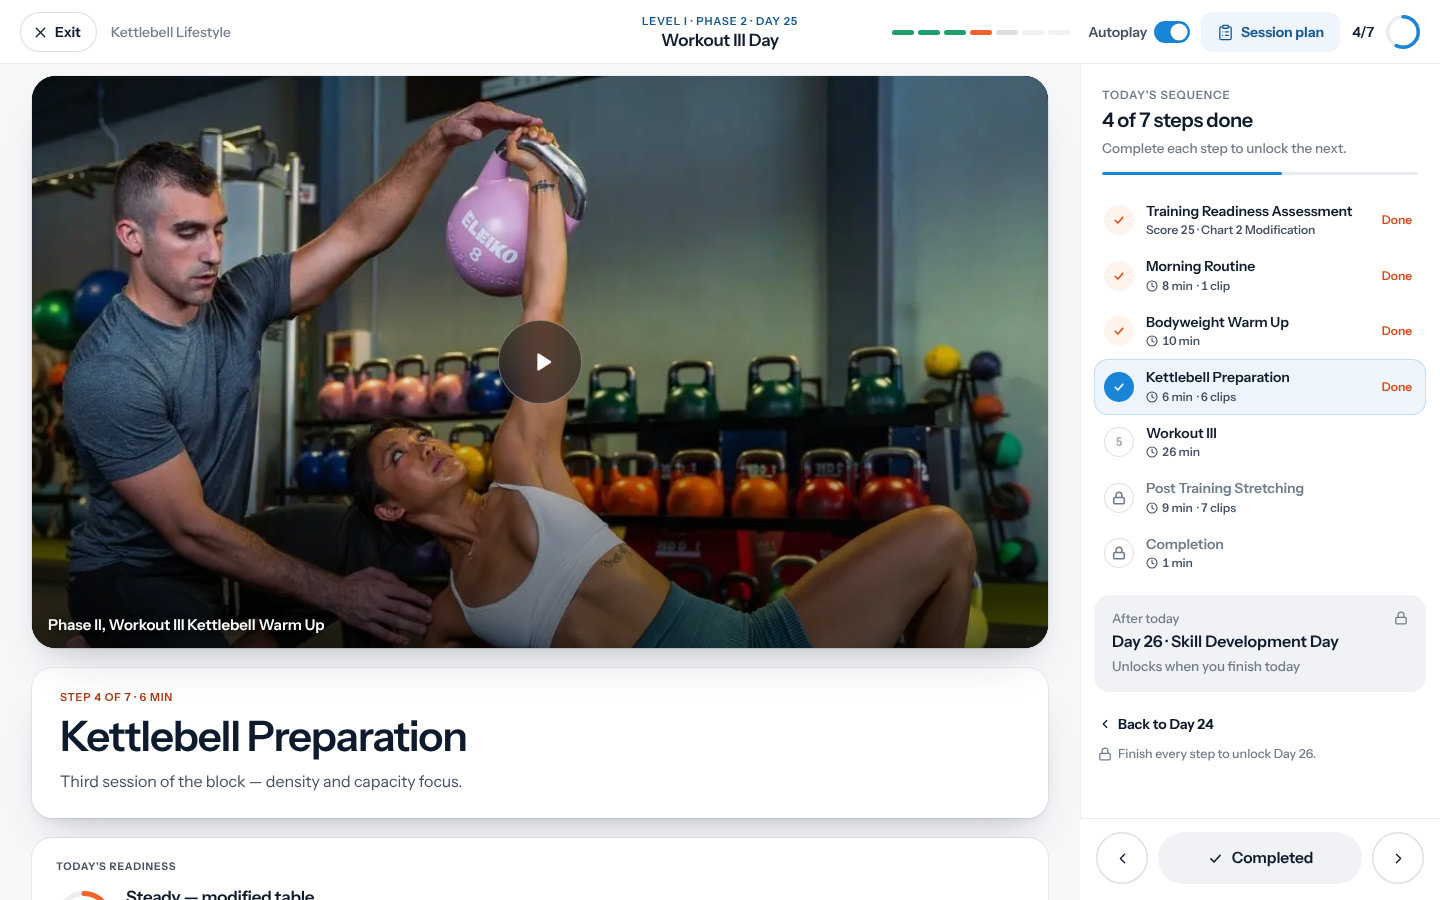 Exit
Kettlebell Lifestyle
LEVEL I · PHASE 2 · DAY 25
Workout III Day
Autoplay
Session plan
4/7
ELEIKO
8
Phase II, Workout III Kettlebell Warm Up
STEP 4 OF 7 · 6 MIN
Kettlebell Preparation
Third session of the block — density and capacity focus.
TODAY'S READINESS
Steady — modified table
TODAY'S SEQUENCE
4 of 7 steps done
Complete each step to unlock the next.
Training Readiness Assessment
Score 25 · Chart 2 Modification
Done
Morning Routine
8 min · 1 clip
Done
Bodyweight Warm Up
10 min
Done
Kettlebell Preparation
6 min · 6 clips
Done
5
Workout III
26 min
Post Training Stretching
9 min · 7 clips
Completion
1 min
After today
Day 26 · Skill Development Day
Unlocks when you finish today
Back to Day 24
Finish every step to unlock Day 26.
Completed